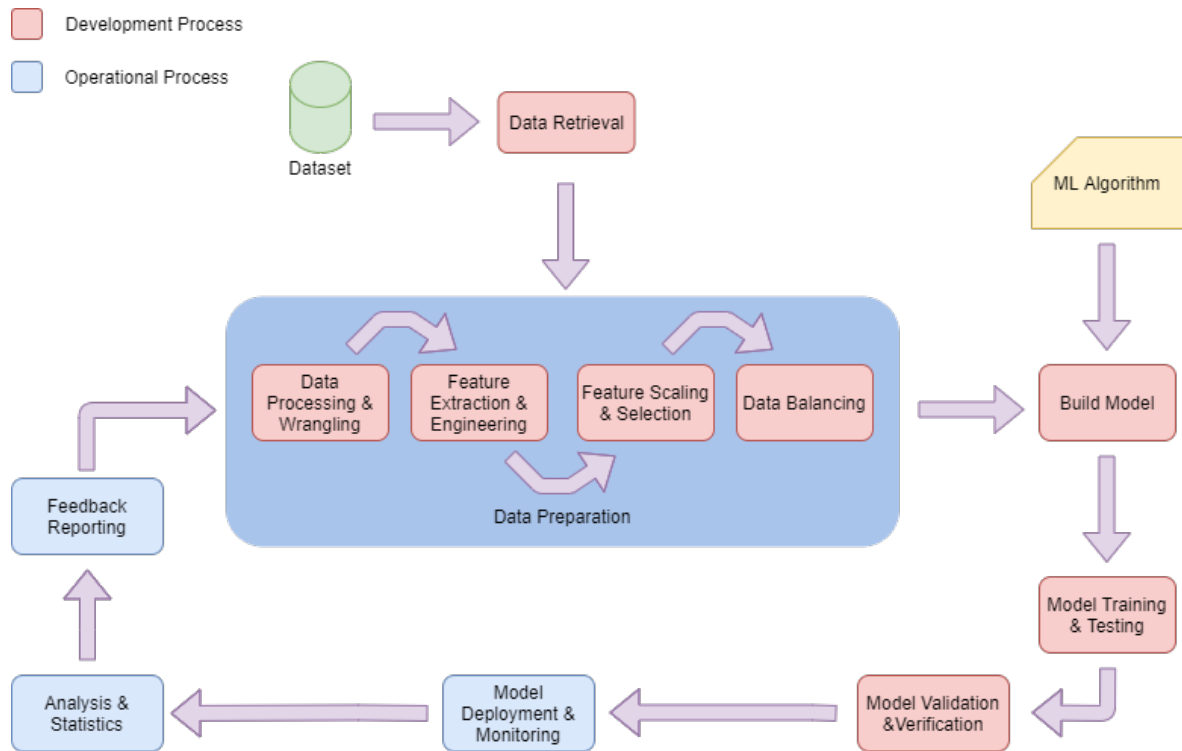 Development Process
Operational Process
Dataset
Data Retrieval
ML Algorithm
Data
Processing &
Wrangling
Feature
Extraction &
Engineering
Feature Scaling
& Selection
Data Balancing
Data Preparation
Build Model
Model Training
& Testing
Model Validation
&Verification
Model
Deployment &
Monitoring
Analysis &
Statistics
Feedback
Reporting